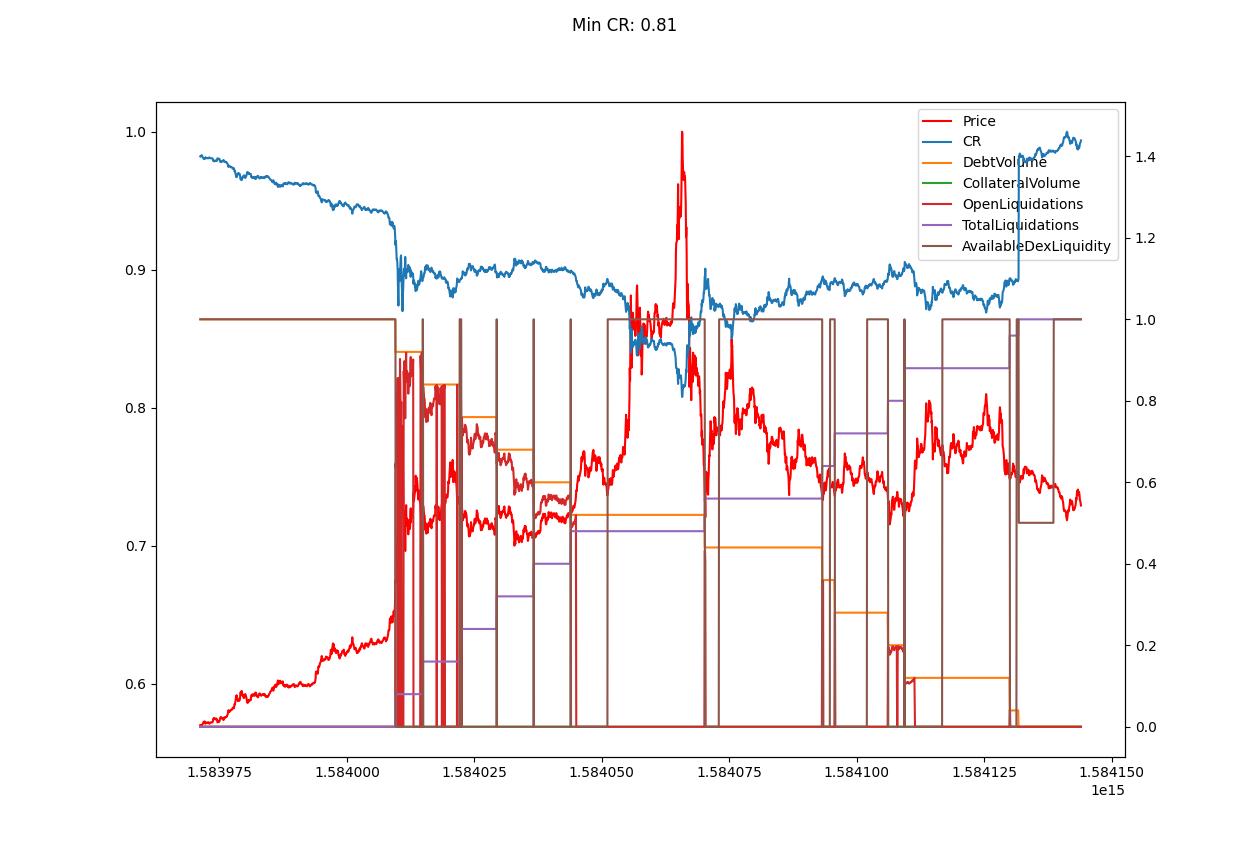 Min CR: 0.81
1.0
0.9
0.8
0.7
0.6
1.4
1.2
1.0
0.8
0.6
0.4
0.2
0.0
Price
CR
DebtVolume
CollateralVolume
OpenLiquidations
TotalLiquidations
AvailableDexLiquidity
1.583975 1.584000 1.584025 1.584050 1.584075 1.584100 1.584125 1.584150
1e15